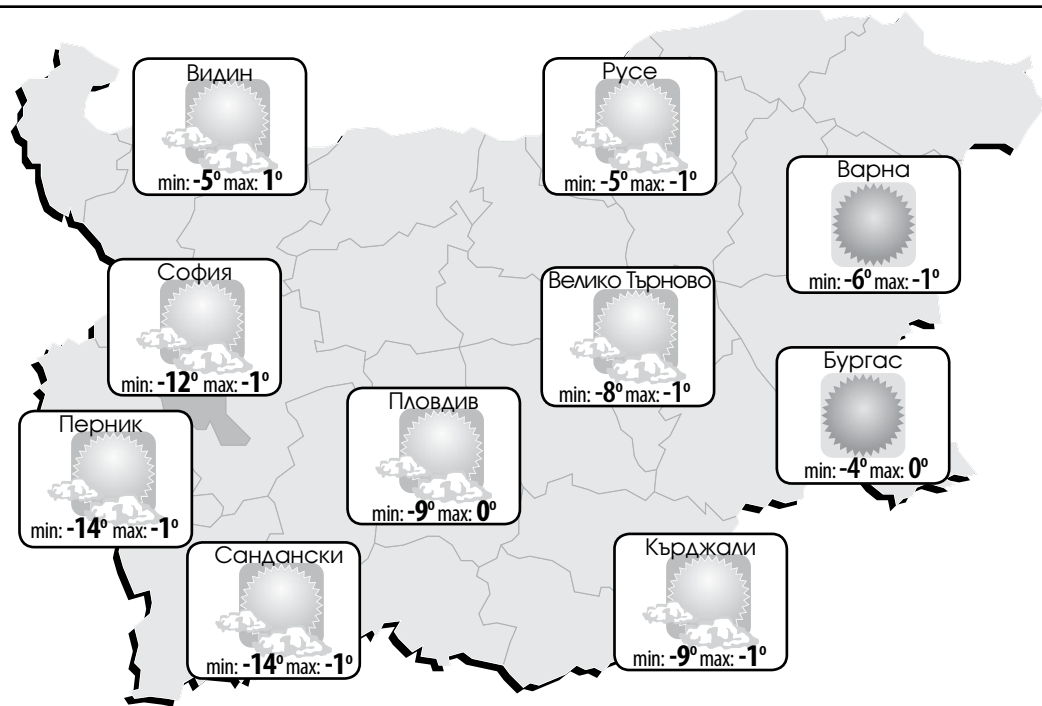 Видин
min: -5° max: 1°
Русе
min: -5° max: -1°
Варна
min: -6° max: -1°
София
min: -12° max: -1°
Велико Търново
min: -8° max: -1°
Бургас
min: -4° max: 0°
Пловдив
min: -9° max: 0°
Перник
min: -14° max: -1°
Сандански
min: -14° max: -1°
Кърджали
min: -9° max: -1°